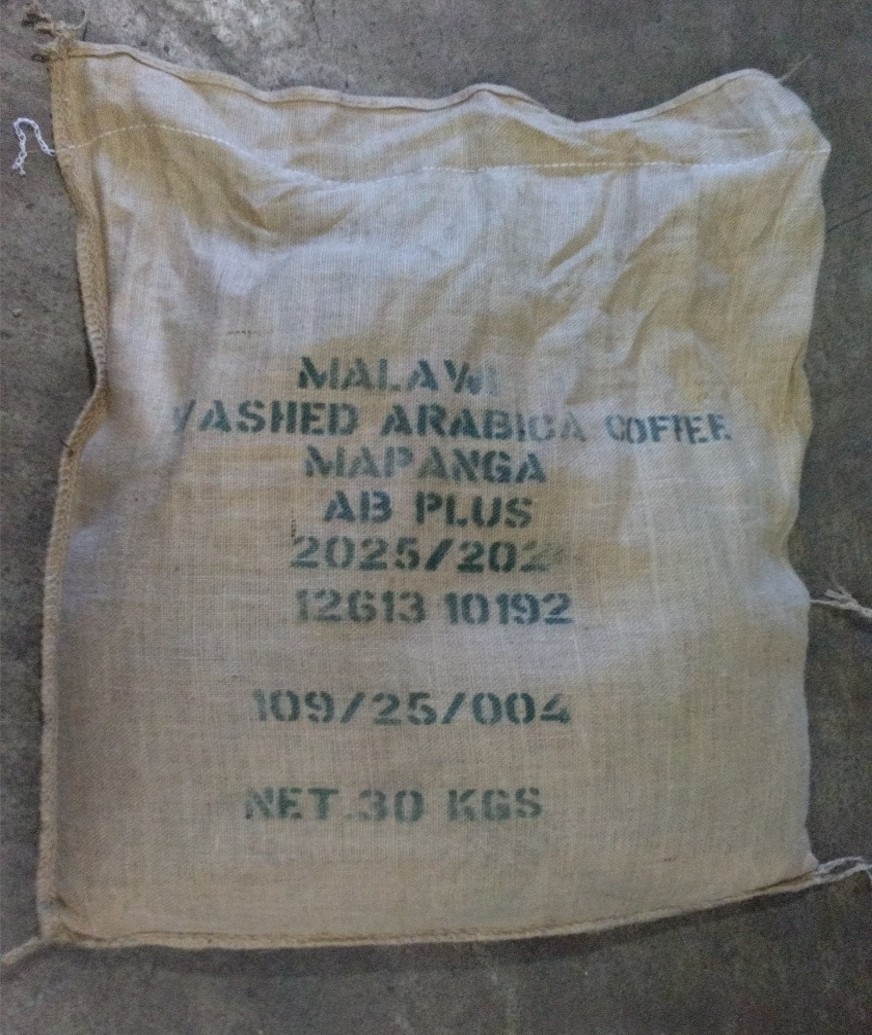 MALAWI
WASHED ARABICA COFFEE
MAPANGA
AB PLUS
2025/202
12613 10192
109/25/004
NET.30 KGS